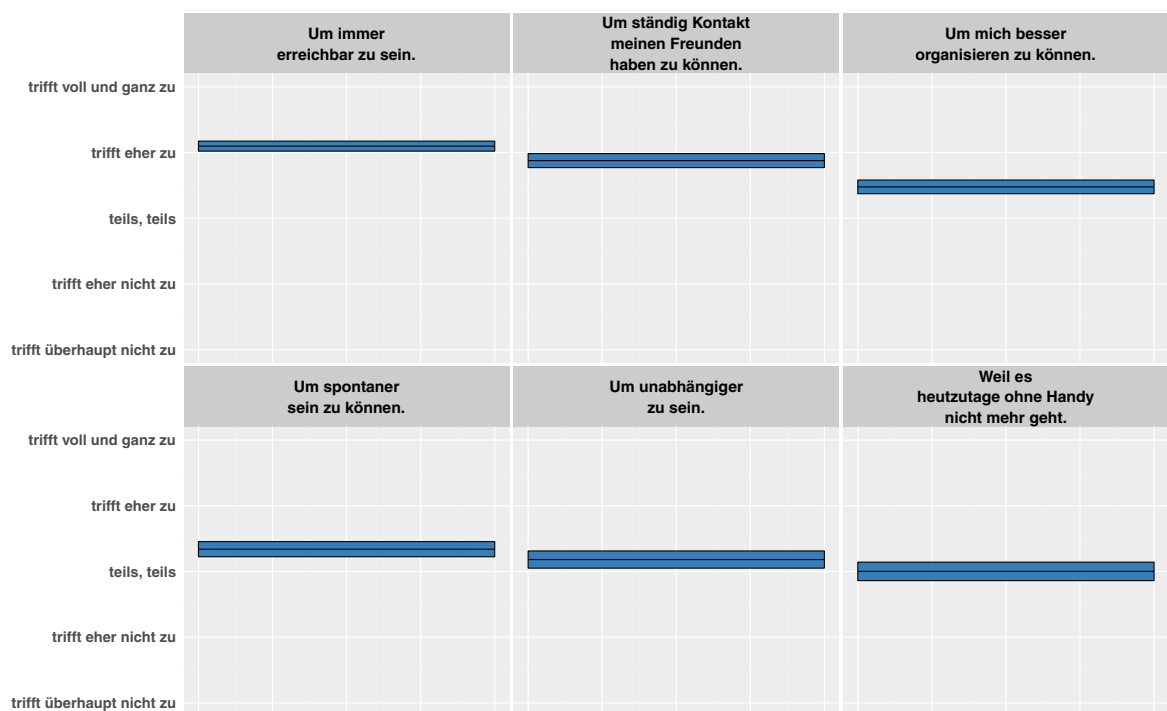 Um immer
erreichbar zu sein.
Um ständig Kontakt
meinen Freunden
haben zu können.
Um mich besser
organisieren zu können.
trifft voll und ganz zu
trifft eher zu
teils, teils
trifft eher nicht zu
trifft überhaupt nicht zu
Um spontaner
sein zu können.
Um unabhängiger
zu sein.
Weil es
heutzutage ohne Handy
nicht mehr geht.
trifft voll und ganz zu
trifft eher zu
teils, teils
trifft eher nicht zu
trifft überhaupt nicht zu